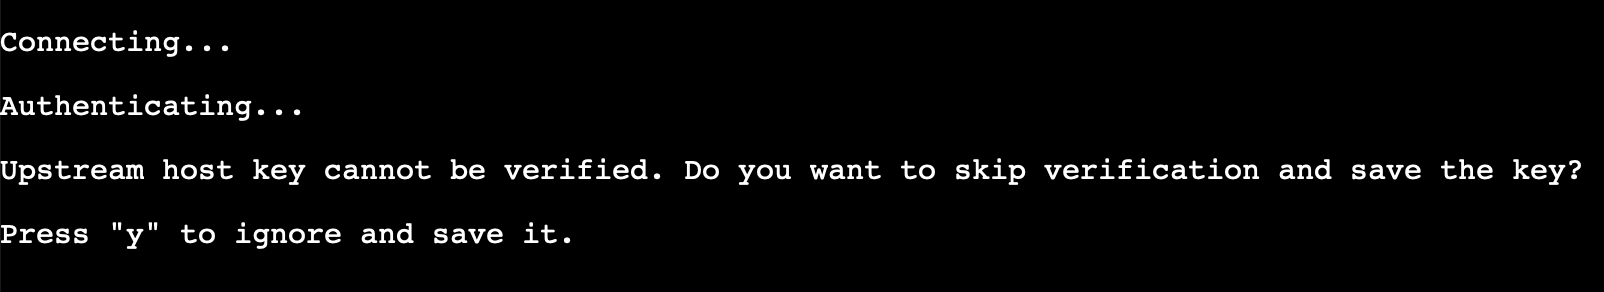 Connecting...
Authenticating...
Upstream host key cannot be verified. Do you want to skip verification and save the key?
Press "y" to ignore and save it.